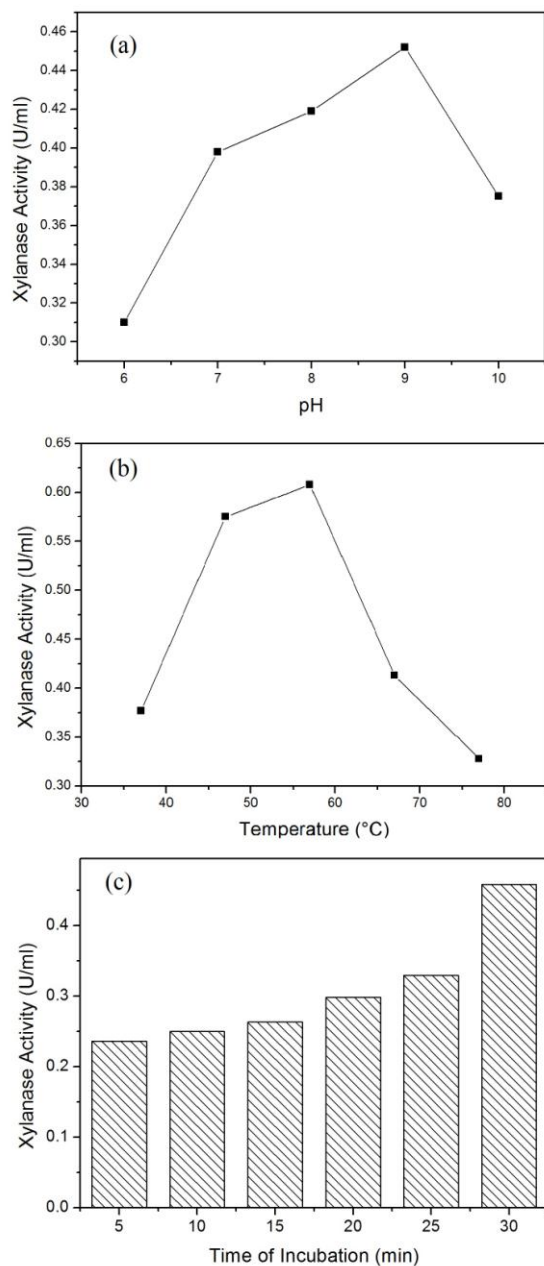 (a)
Xylanase Activity (U/ml)
0.46
0.44
0.42
0.40
0.38
0.36
0.34
0.32
0.30
6 7 8 9 10
pH
(b)
Xylanase Activity (U/ml)
0.65
0.60
0.55
0.50
0.45
0.40
0.35
0.30
30 40 50 60 70 80
Temperature (°C)
(c)
Xylanase Activity (U/ml)
0.4
0.3
0.2
0.1
0.0
5 10 15 20 25 30
Time of Incubation (min)